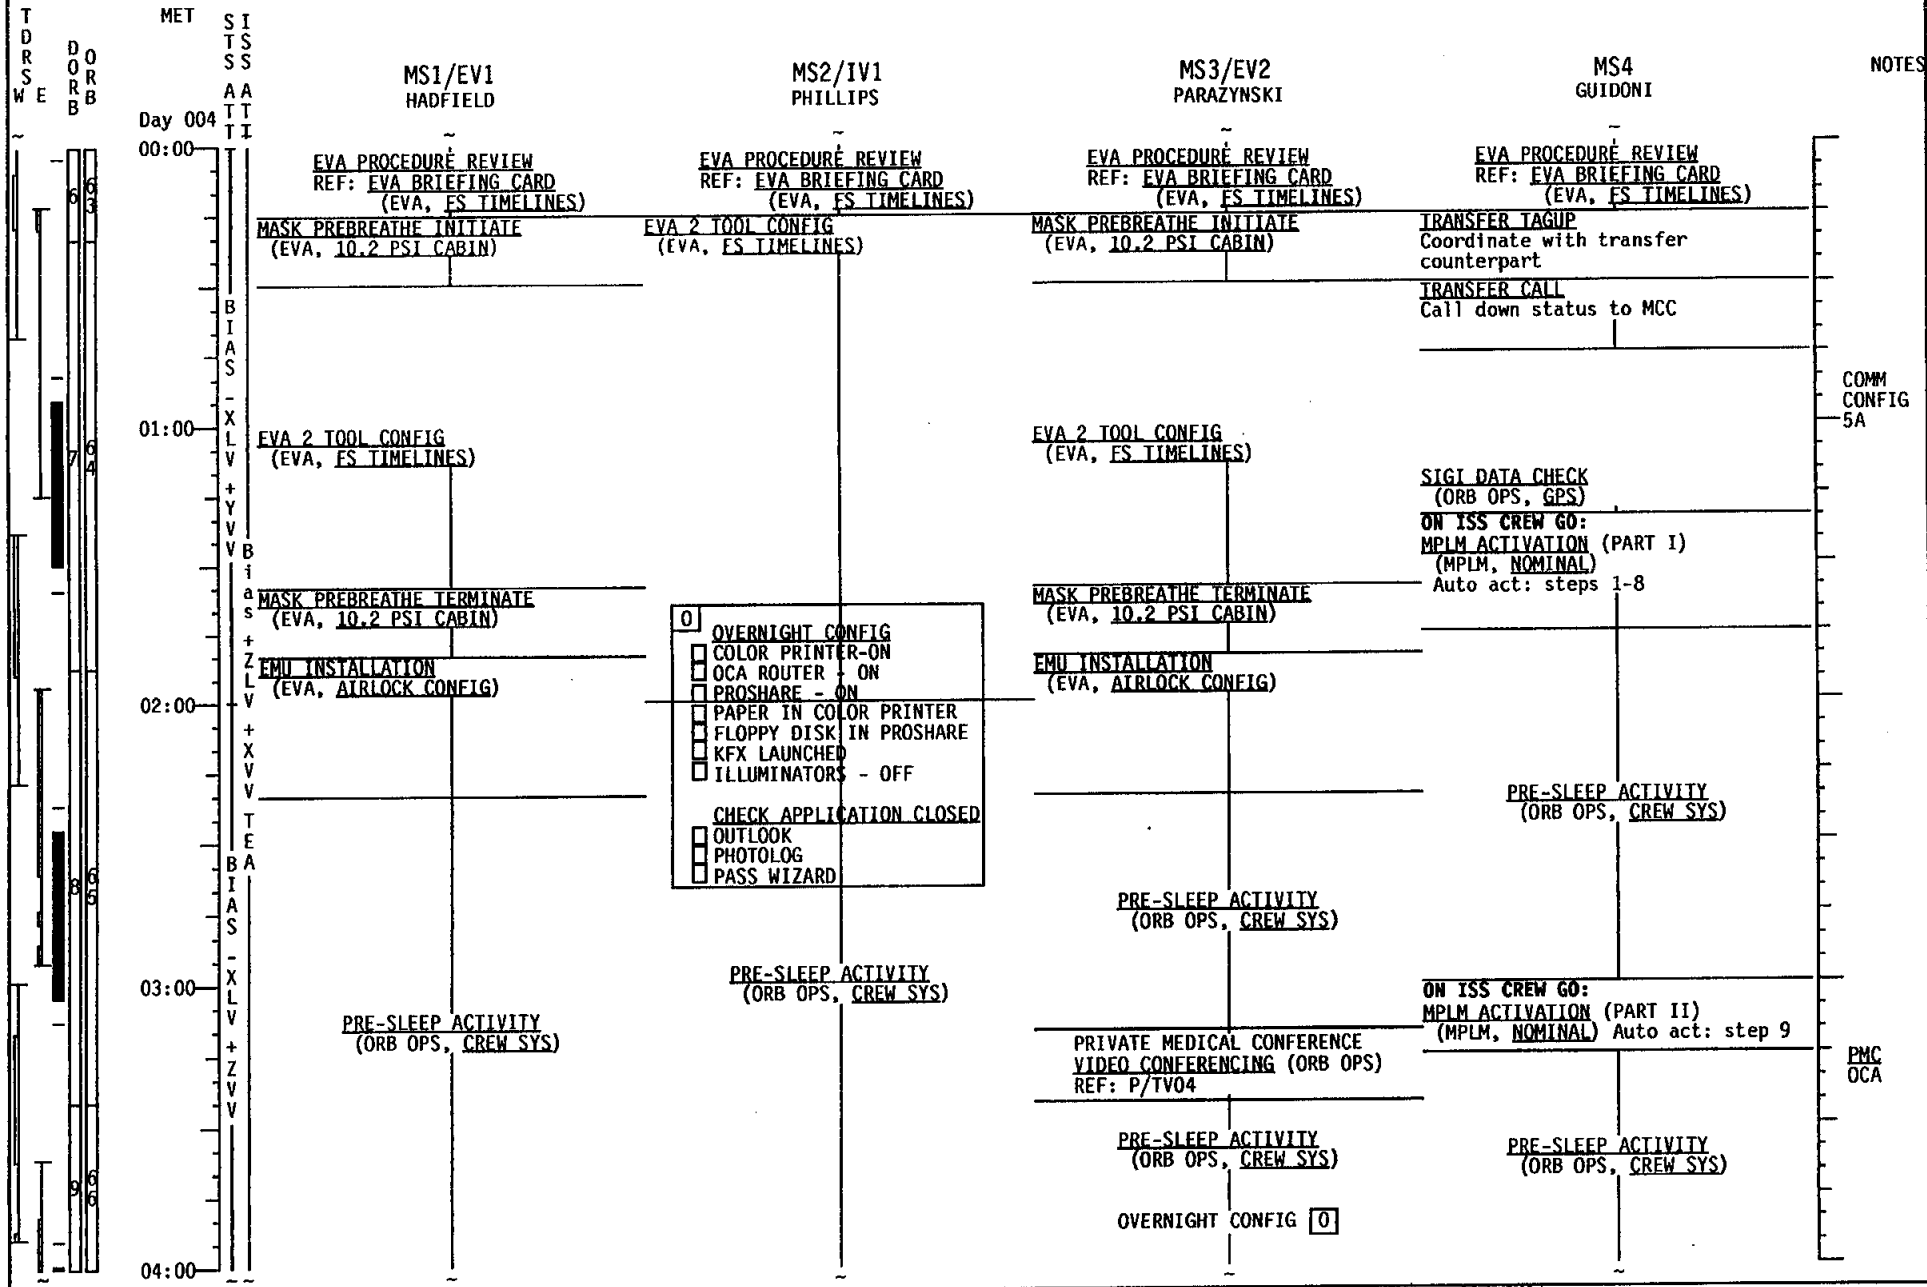 TDRS
W E
DORB
ORB
MET
STS ATT
ISS ATT
MS1/EV1
HADFIELD
MS2/IV1
PHILLIPS
MS3/EV2
PARAZYNSKI
MS4
GUIDONI
NOTES
Day 004
00:00
01:00
02:00
03:00
04:00
6
63
7
64
8
65
9
66
BIAS -XLV +YVV
BIAS -XLV +ZVV
Bias +ZLV +XVV TEA
EVA PROCEDURE REVIEW
REF: EVA BRIEFING CARD
(EVA, FS TIMELINES)
MASK PREBREATHE INITIATE
(EVA, 10.2 PSI CABIN)
EVA 2 TOOL CONFIG
(EVA, FS TIMELINES)
MASK PREBREATHE TERMINATE
(EVA, 10.2 PSI CABIN)
EMU INSTALLATION
(EVA, AIRLOCK CONFIG)
PRE-SLEEP ACTIVITY
(ORB OPS, CREW SYS)
EVA PROCEDURE REVIEW
REF: EVA BRIEFING CARD
(EVA, FS TIMELINES)
EVA 2 TOOL CONFIG
(EVA, FS TIMELINES)
O
OVERNIGHT CONFIG
COLOR PRINTER-ON
OCA ROUTER - ON
PROSHARE - ON
PAPER IN COLOR PRINTER
FLOPPY DISK IN PROSHARE
KFX LAUNCHED
ILLUMINATORS - OFF
CHECK APPLICATION CLOSED
OUTLOOK
PHOTOLOG
PASS WIZARD
PRE-SLEEP ACTIVITY
(ORB OPS, CREW SYS)
EVA PROCEDURE REVIEW
REF: EVA BRIEFING CARD
(EVA, FS TIMELINES)
MASK PREBREATHE INITIATE
(EVA, 10.2 PSI CABIN)
EVA 2 TOOL CONFIG
(EVA, FS TIMELINES)
MASK PREBREATHE TERMINATE
(EVA, 10.2 PSI CABIN)
EMU INSTALLATION
(EVA, AIRLOCK CONFIG)
PRE-SLEEP ACTIVITY
(ORB OPS, CREW SYS)
PRIVATE MEDICAL CONFERENCE
VIDEO CONFERENCING (ORB OPS)
REF: P/TV04
PRE-SLEEP ACTIVITY
(ORB OPS, CREW SYS)
OVERNIGHT CONFIG O
EVA PROCEDURE REVIEW
REF: EVA BRIEFING CARD
(EVA, FS TIMELINES)
TRANSFER TAGUP
Coordinate with transfer
counterpart
TRANSFER CALL
Call down status to MCC
SIGI DATA CHECK
(ORB OPS, GPS)
ON ISS CREW GO:
MPLM ACTIVATION (PART I)
(MPLM, NOMINAL)
Auto act: steps 1-8
PRE-SLEEP ACTIVITY
(ORB OPS, CREW SYS)
ON ISS CREW GO:
MPLM ACTIVATION (PART II)
(MPLM, NOMINAL) Auto act: step 9
PRE-SLEEP ACTIVITY
(ORB OPS, CREW SYS)
COMM
CONFIG
5A
PMC
OCA